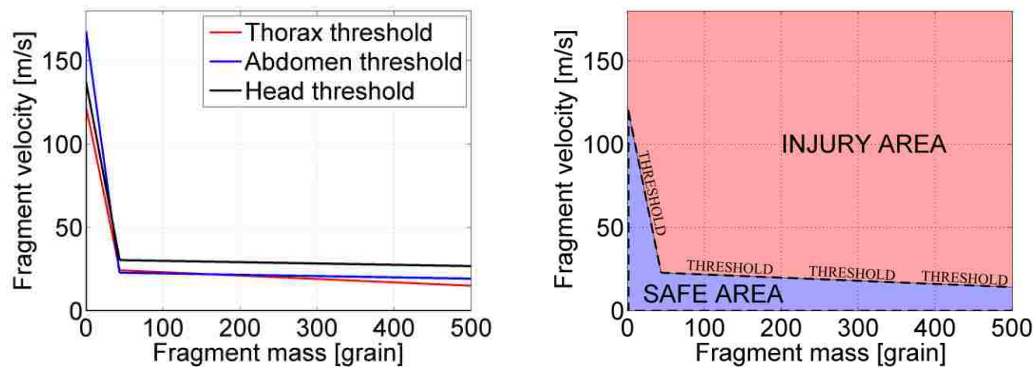 Fragment velocity [m/s]
150
100
50
0
Thorax threshold
Abdomen threshold
Head threshold
0 100 200 300 400 500
Fragment mass [grain]
Fragment velocity [m/s]
150
100
50
0
INJURY AREA
THRESHOLD
THRESHOLD THRESHOLD THRESHOLD
SAFE AREA
0 100 200 300 400 500
Fragment mass [grain]